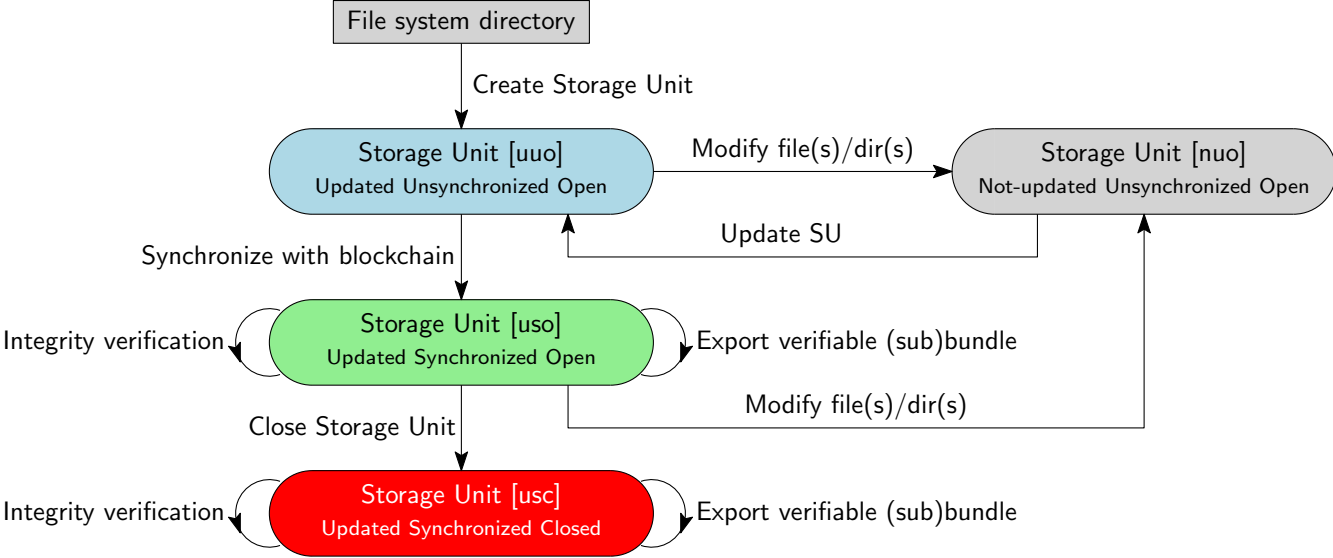 File system directory
Create Storage Unit
Storage Unit [uuo]
Updated Unsynchronized Open
Modify file(s)/dir(s)
Storage Unit [nuo]
Not-updated Unsynchronized Open
Update SU
Synchronize with blockchain
Integrity verification
Storage Unit [uso]
Updated Synchronized Open
Export verifiable (sub)bundle
Modify file(s)/dir(s)
Close Storage Unit
Integrity verification
Storage Unit [usc]
Updated Synchronized Closed
Export verifiable (sub)bundle